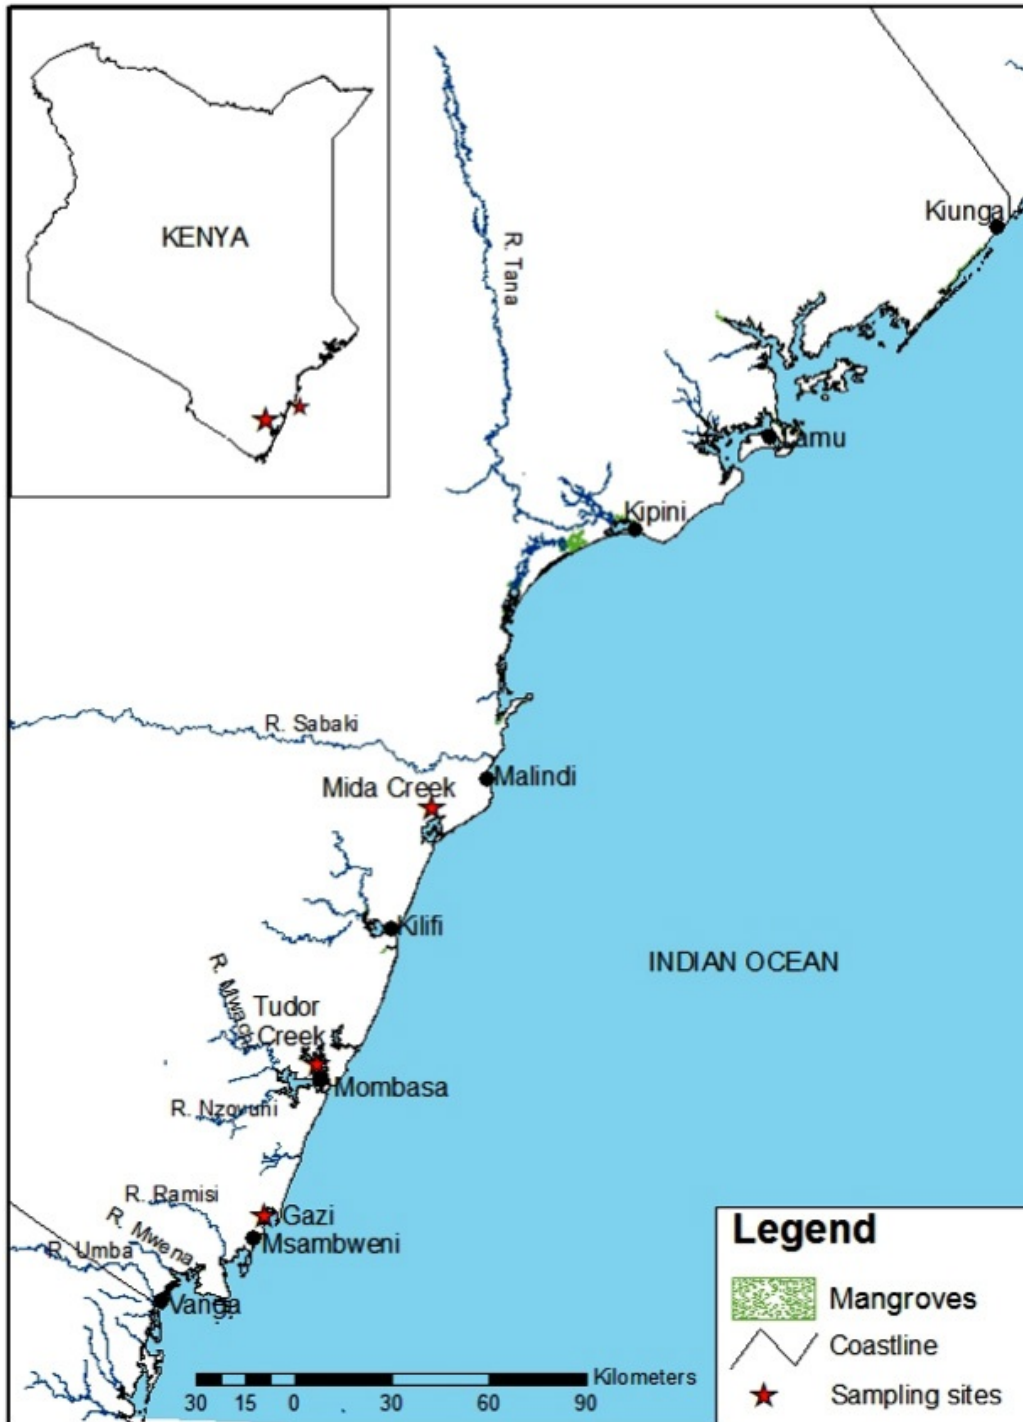 KENYA
Kiunga
R. Tana
Lamu
Kipini
R. Sabaki
Malindi
Mida Creek
Kilifi
INDIAN OCEAN
R. Mwach
Tudor
Creek
Mombasa
R. Nzovuni
R. Ramisi
Gazi
R. Mwena
Msambweni
R. Umba
Vanga
Legend
Mangroves
Coastline
Sampling sites
Kilometers
30 15 0 30 60 90